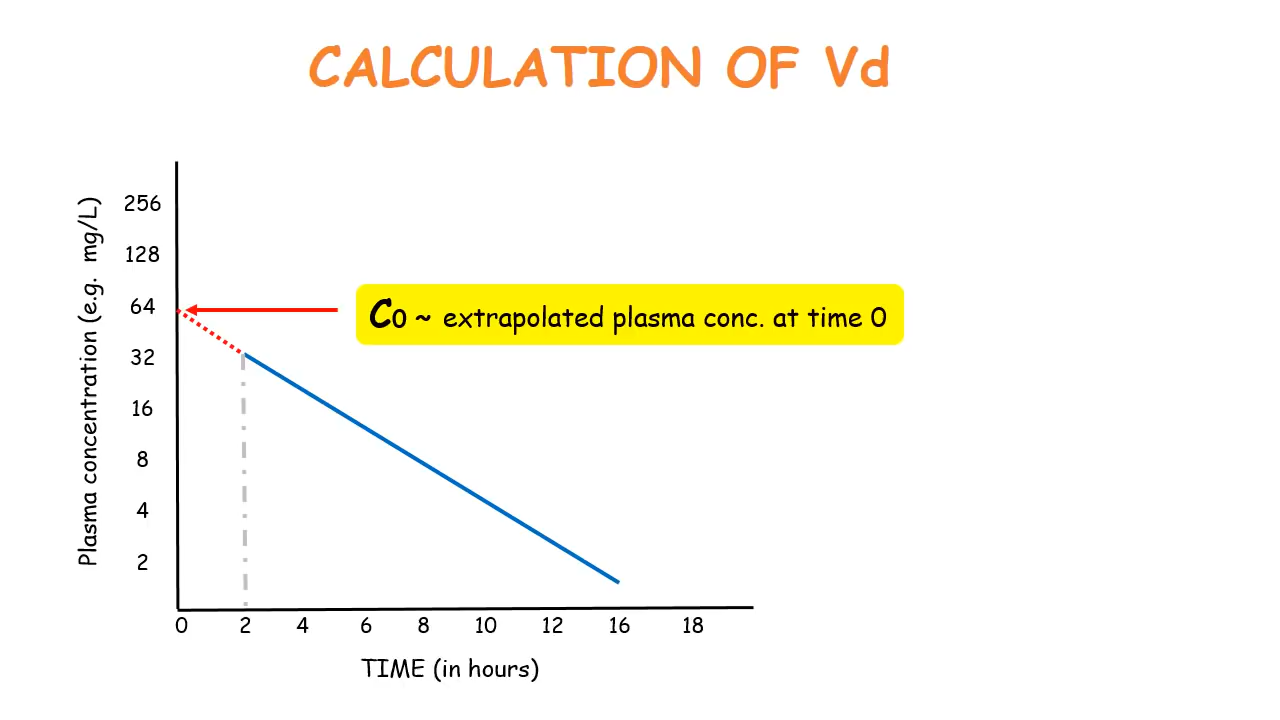 CALCULATION OF Vd
Plasma concentration (e.g. mg/L)
256
128
64
32
16
8
4
2
C0 ~ extrapolated plasma conc. at time 0
0 2 4 6 8 10 12 16 18
TIME (in hours)